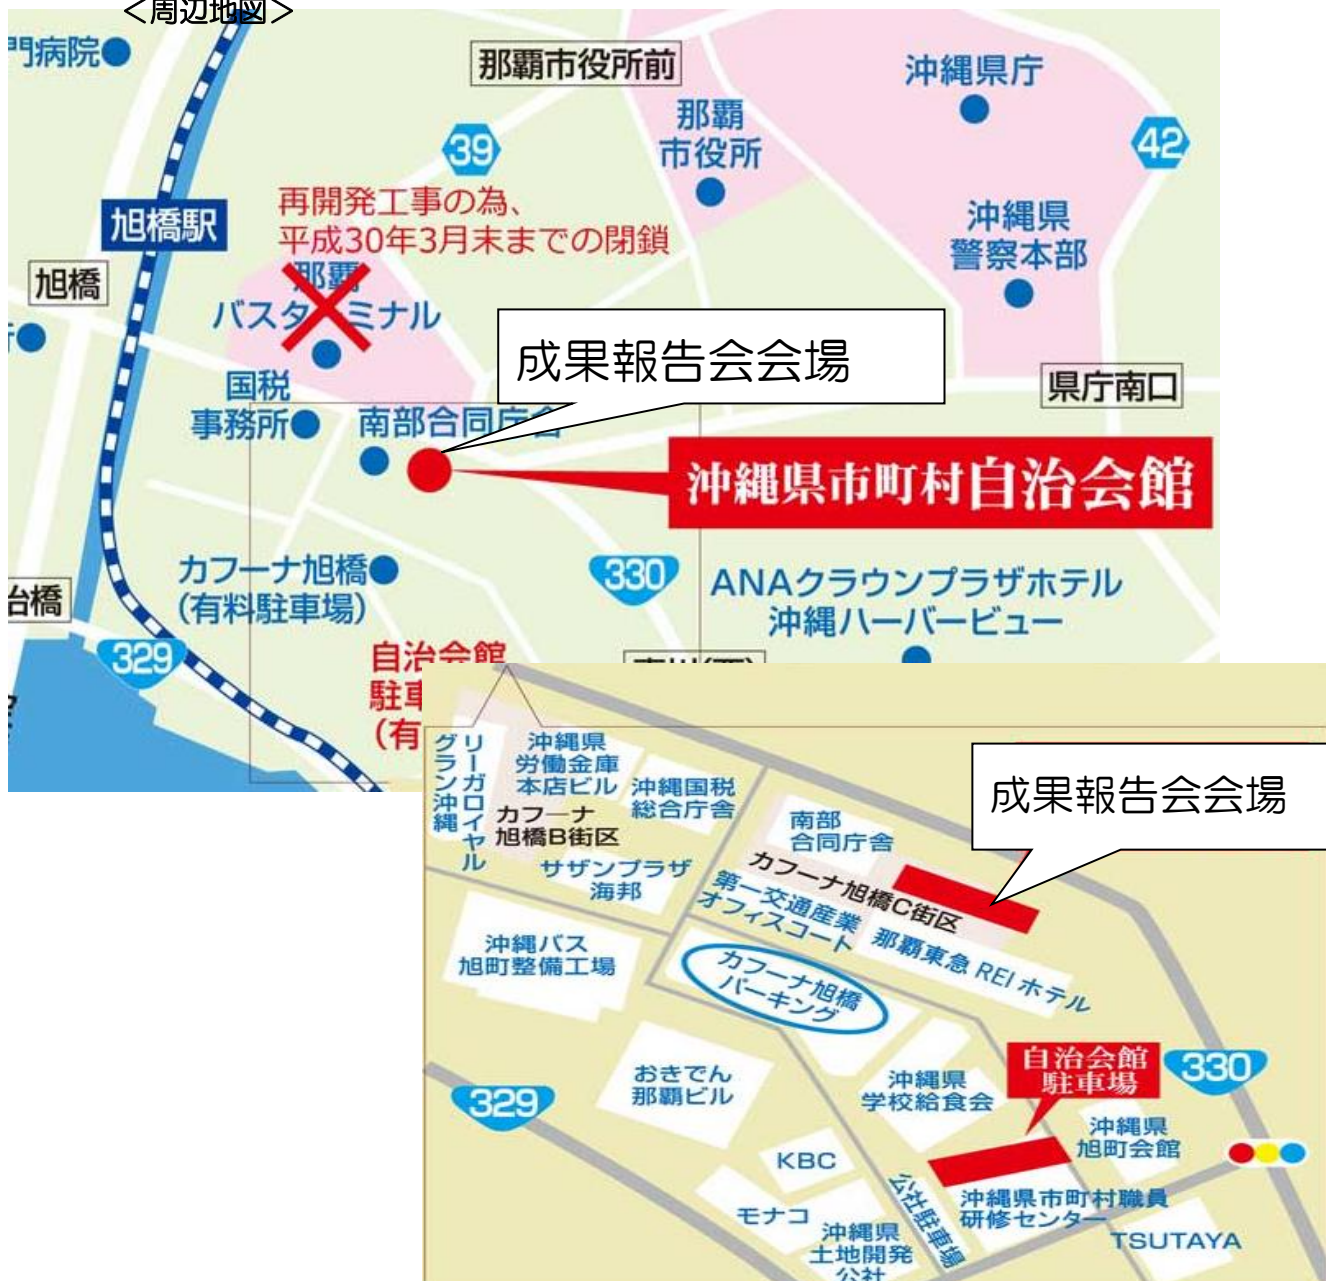 <周辺地図>
門病院
那覇市役所前
沖縄県庁
那覇
市役所
39
42
再開発工事の為、
平成30年3月末までの閉鎖
旭橋駅
沖縄県
警察本部
旭橋
那覇
バスターミナル
成果報告会会場
県庁南口
国税
事務所
南部合同庁舎
沖縄県市町村自治会館
カフーナ旭橋
(有料駐車場)
330
ANAクラウンプラザホテル
沖縄ハーバービュー
治橋
329
自治会館
駐車
(有
リーガロイヤル
グラン沖縄
沖縄県
労働金庫
本店ビル
沖縄国税
総合庁舎
カフーナ
旭橋B街区
サザンプラザ
海邦
成果報告会会場
南部
合同庁舎
カフーナ旭橋C街区
第一交通産業
オフィスコート
那覇東急 REI ホテル
沖縄バス
旭町整備工場
カフーナ旭橋
パーキング
おきでん
那覇ビル
329
沖縄県
学校給食会
自治会館
駐車場
330
沖縄県
旭町会館
KBC
モナコ
沖縄県
土地開発
公社
公社駐車場
沖縄県市町村職員
研修センター
TSUTAYA